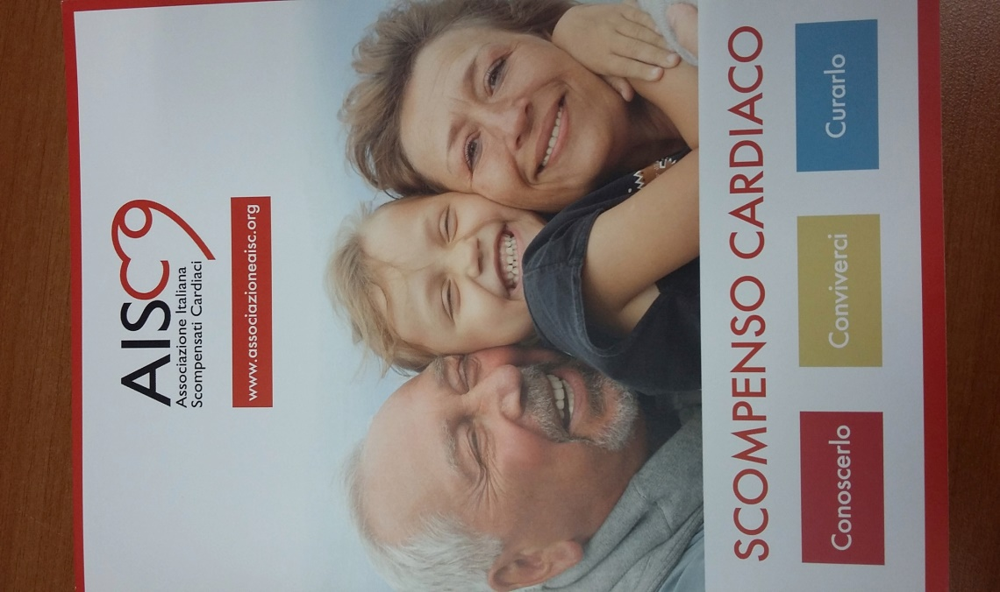 AISC
Associazione Italiana
Scompensati Cardiaci
www.associazioneaisc.org
SCOMPENSO CARDIACO
Conoscerlo
Conviverci
Curarlo